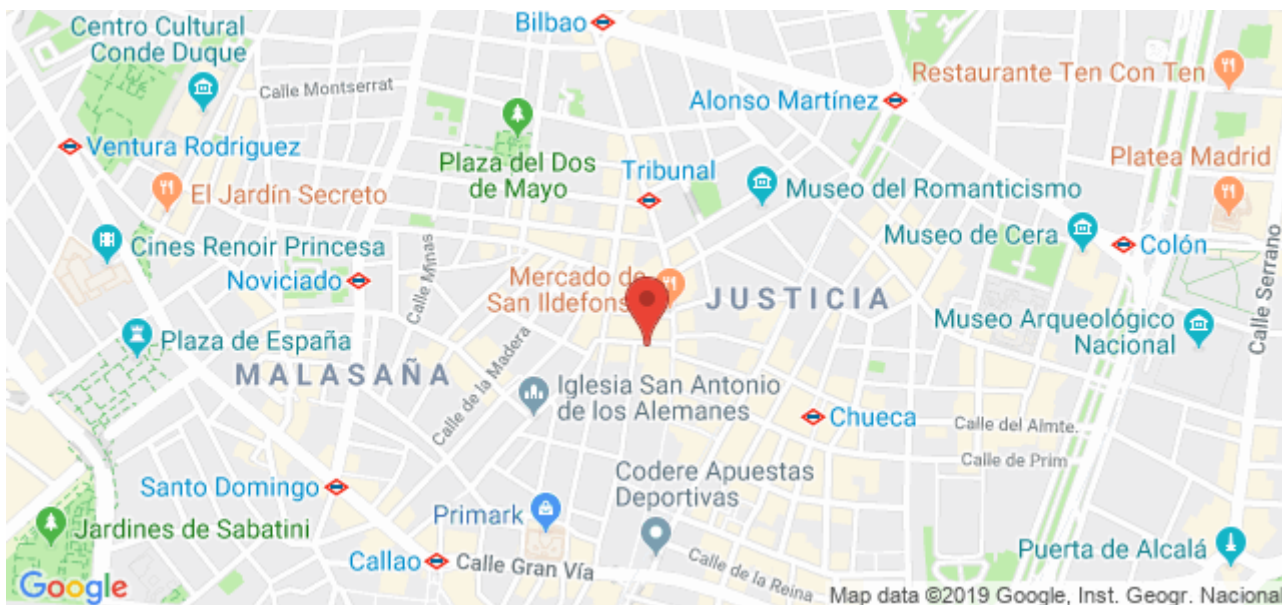 Bilbao
Centro Cultural
Conde Duque
Restaurante Ten Con Ten
Calle Montserrat
Alonso Martínez
Ventura Rodriguez
Plaza del Dos
de Mayo
Tribunal
Platea Madrid
El Jardín Secreto
Museo del Romanticismo
Cines Renoir Princesa
Museo de Cera
Colón
Calle Serrano
Noviciado
Calle Minas
Mercado de
San Ildefons
JUSTICIA
Plaza de España
Museo Arqueológico
Nacional
MALASAÑA
Calle de la Madera
Iglesia San Antonio
de los Alemanes
Chueca
Calle del Almte.
Calle de Prim
Codere Apuestas
Deportivas
Santo Domingo
Primark
Jardines de Sabatini
Callao
Calle Gran Vía
Calle de la Reina
Puerta de Alcalá
Google
Map data ©2019 Google, Inst. Geogr. Naciona